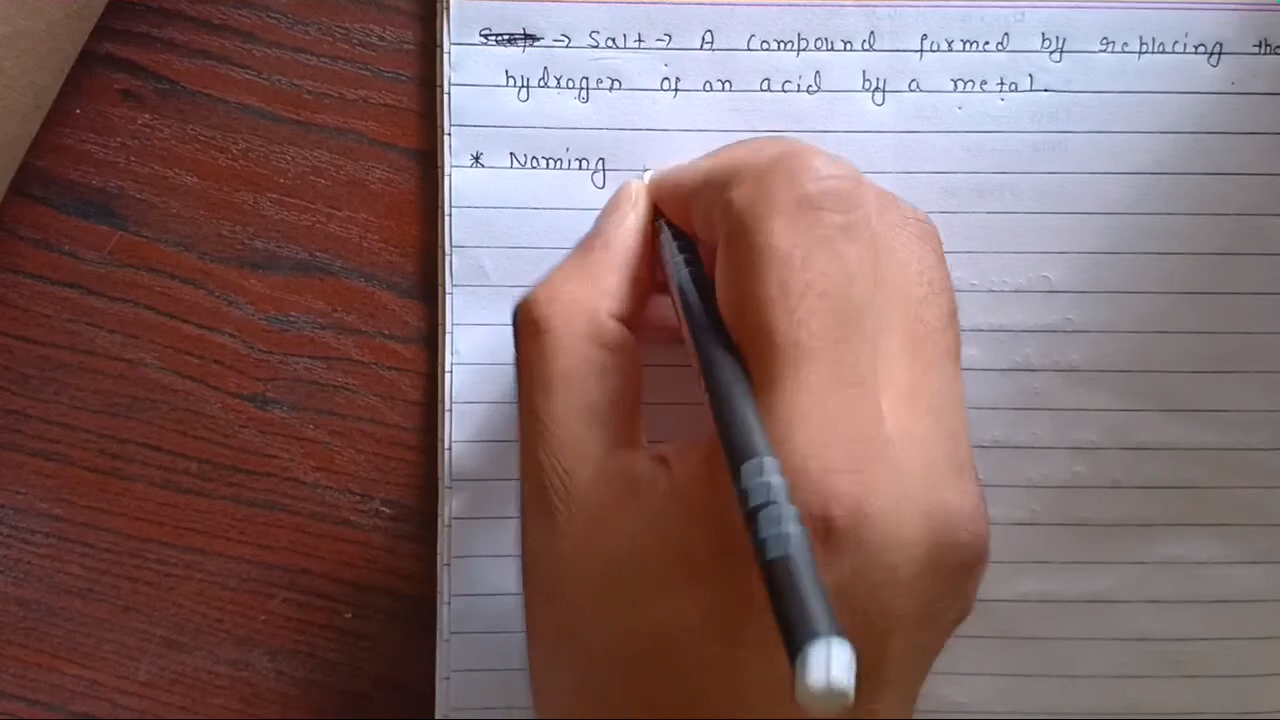 → Salt → A compound formed by replacing the
hydrogen of an acid by a metal.
* Naming